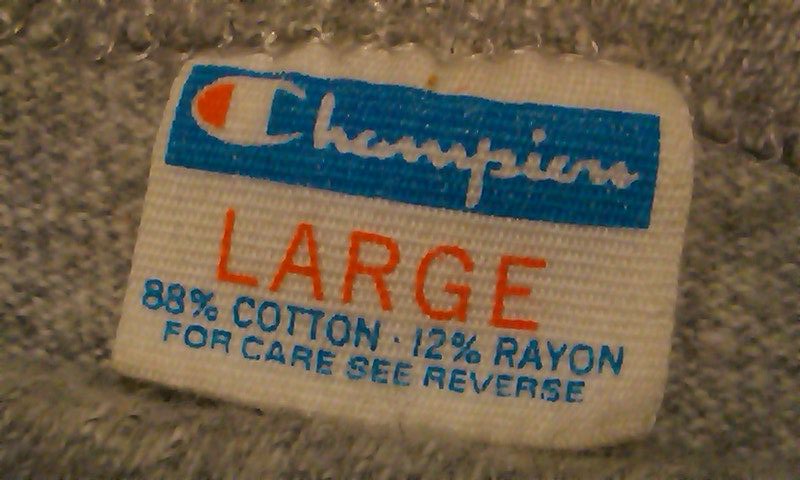 Champion
LARGE
88% COTTON · 12% RAYON
FOR CARE SEE REVERSE